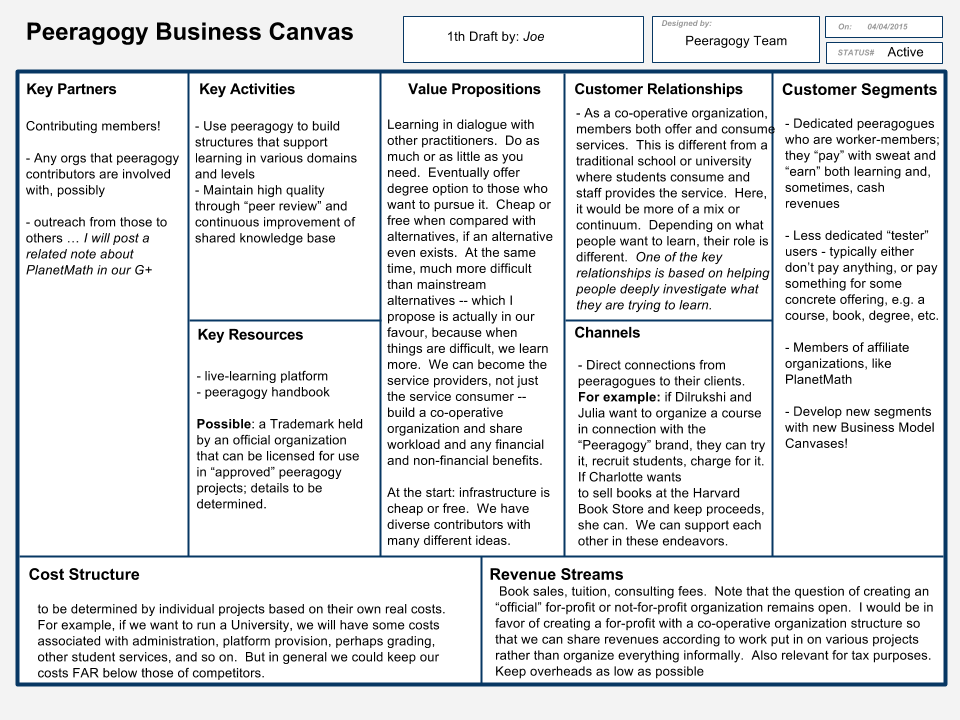 Peeragogy Business Canvas
1th Draft by: Joe
Designed by:
Peeragogy Team
On: 04/04/2015
STATUS# Active
Key Partners
Contributing members!
- Any orgs that peeragogy
contributors are involved
with, possibly
- outreach from those to
others … I will post a
related note about
PlanetMath in our G+
Key Activities
- Use peeragogy to build
structures that support
learning in various domains
and levels
- Maintain high quality
through “peer review” and
continuous improvement of
shared knowledge base
Key Resources
- live-learning platform
- peeragogy handbook
Possible: a Trademark held
by an official organization
that can be licensed for use
in “approved” peeragogy
projects; details to be
determined.
Value Propositions
Learning in dialogue with
other practitioners. Do as
much or as little as you
need. Eventually offer
degree option to those who
want to pursue it. Cheap or
free when compared with
alternatives, if an alternative
even exists. At the same
time, much more difficult
than mainstream
alternatives -- which I
propose is actually in our
favour, because when
things are difficult, we learn
more. We can become the
service providers, not just
the service consumer --
build a co-operative
organization and share
workload and any financial
and non-financial benefits.
At the start: infrastructure is
cheap or free. We have
diverse contributors with
many different ideas.
Customer Relationships
- As a co-operative organization,
members both offer and consume
services. This is different from a
traditional school or university
where students consume and
staff provides the service. Here,
it would be more of a mix or
continuum. Depending on what
people want to learn, their role is
different. One of the key
relationships is based on helping
people deeply investigate what
they are trying to learn.
Channels
- Direct connections from
peeragogues to their clients.
For example: if Dilrukshi and
Julia want to organize a course
in connection with the
“Peeragogy” brand, they can try
it, recruit students, charge for it.
If Charlotte wants
to sell books at the Harvard
Book Store and keep proceeds,
she can. We can support each
other in these endeavors.
Customer Segments
- Dedicated peeragogues
who are worker-members;
they “pay” with sweat and
“earn” both learning and,
sometimes, cash
revenues
- Less dedicated “tester”
users - typically either
don’t pay anything, or pay
something for some
concrete offering, e.g. a
course, book, degree, etc.
- Members of affiliate
organizations, like
PlanetMath
- Develop new segments
with new Business Model
Canvases!
Cost Structure
to be determined by individual projects based on their own real costs.
For example, if we want to run a University, we will have some costs
associated with administration, platform provision, perhaps grading,
other student services, and so on. But in general we could keep our
costs FAR below those of competitors.
Revenue Streams
Book sales, tuition, consulting fees. Note that the question of creating an
“official” for-profit or not-for-profit organization remains open. I would be in
favor of creating a for-profit with a co-operative organization structure so
that we can share revenues according to work put in on various projects
rather than organize everything informally. Also relevant for tax purposes.
Keep overheads as low as possible